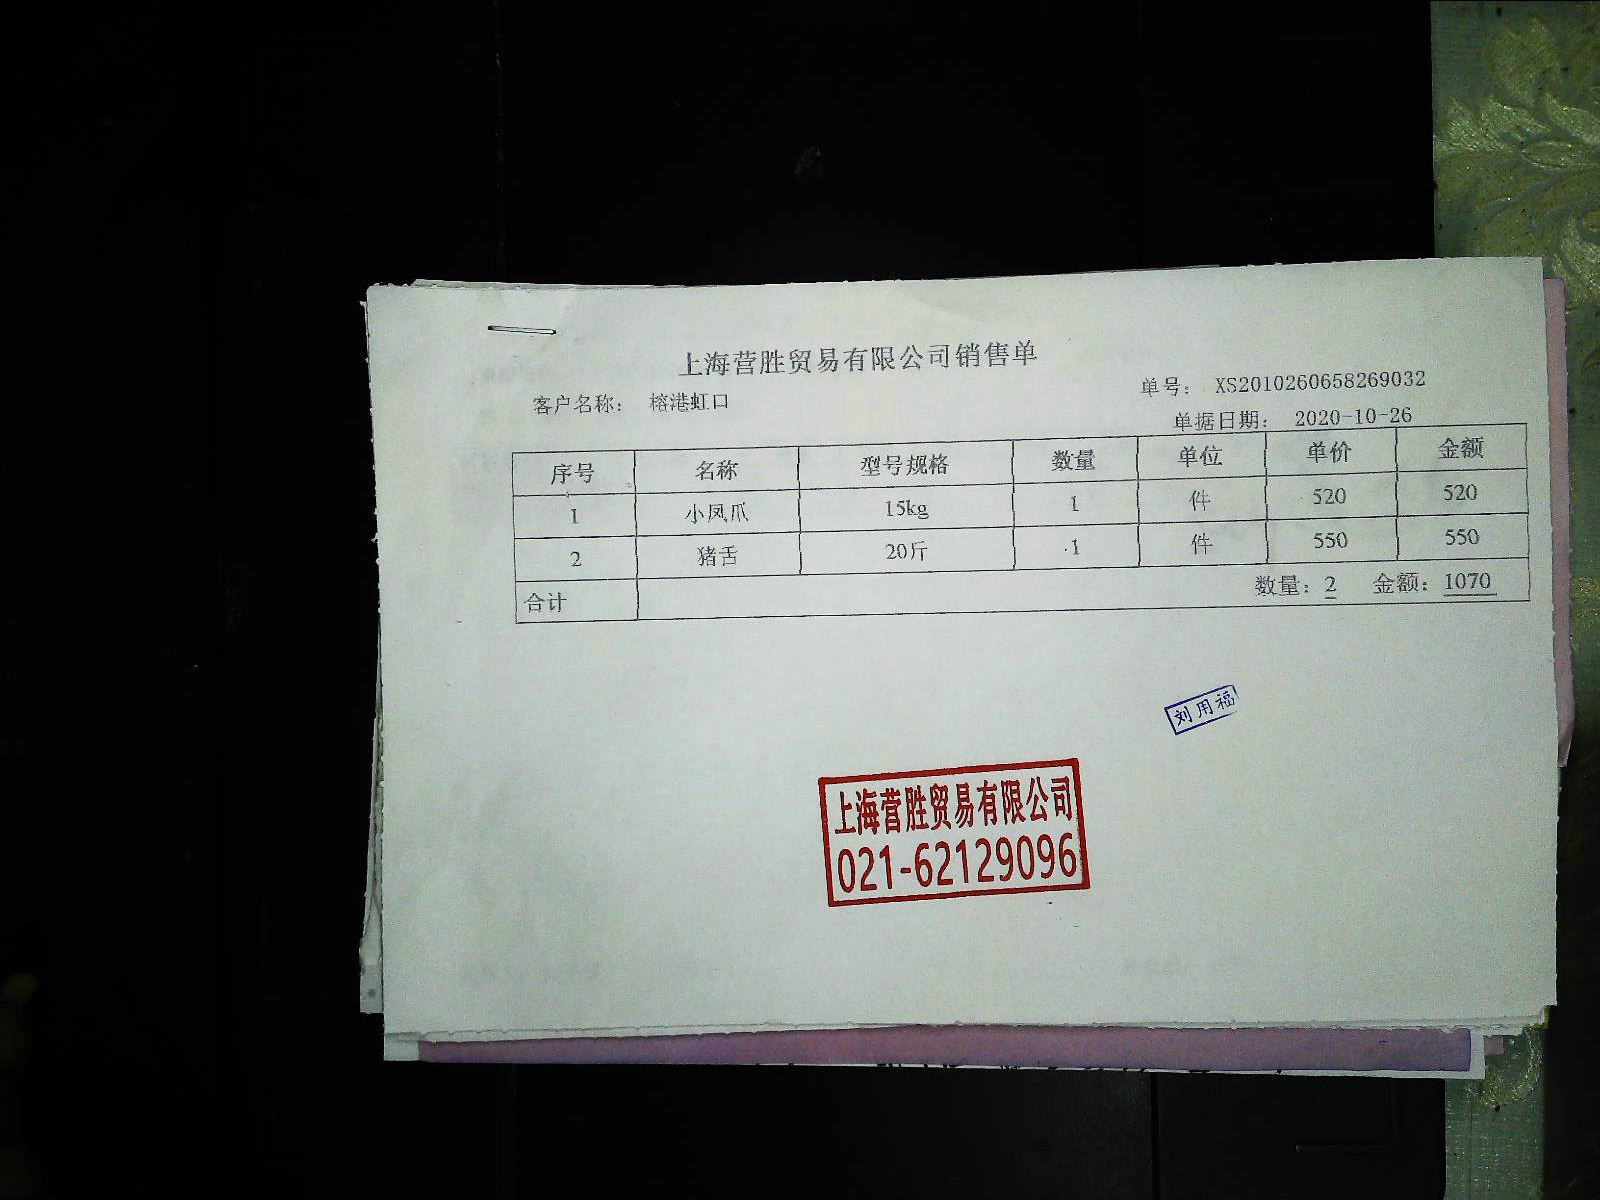 上海营胜贸易有限公司销售单
客户名称： 榕港虹口 单号： XS2010260658269032
单据日期： 2020-10-26
序号 名称 型号规格 数量 单位 单价 金额
1 小凤爪 15kg 1 件 520 520
2 猪舌 20斤 1 件 550 550
合计 数量：2 金额：1070
刘用福
上海营胜贸易有限公司
021-62129096